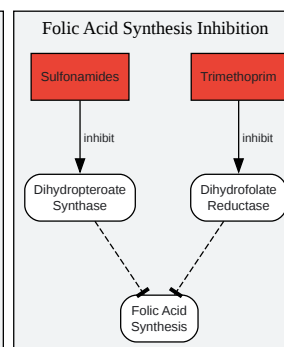 Folic Acid Synthesis Inhibition
Sulfonamides
Trimethoprim
inhibit
inhibit
Dihydropteroate
Synthase
Dihydrofolate
Reductase
Folic Acid
Synthesis